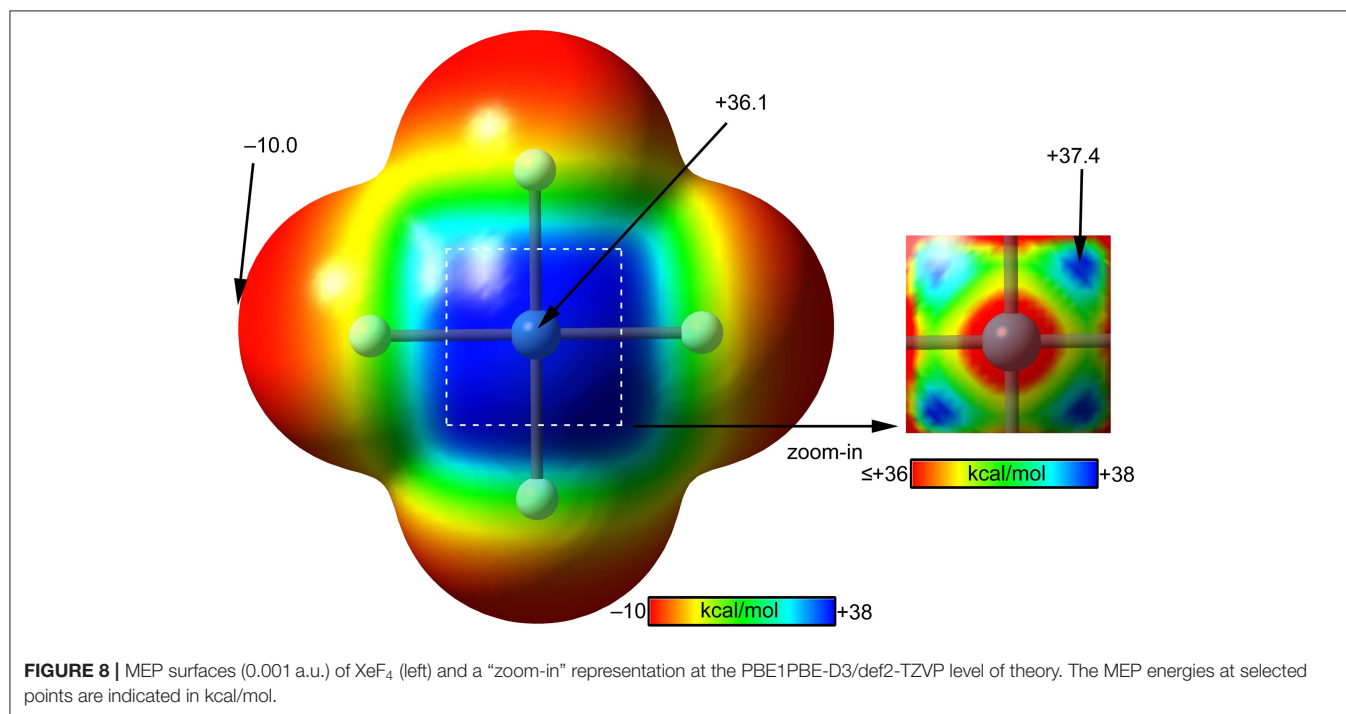 +36.1
−10.0
+37.4
zoom-in
≤+36 kcal/mol +38
−10 kcal/mol +38
FIGURE 8 | MEP surfaces (0.001 a.u.) of XeF₄ (left) and a “zoom-in” representation at the PBE1PBE-D3/def2-TZVP level of theory. The MEP energies at selected
points are indicated in kcal/mol.